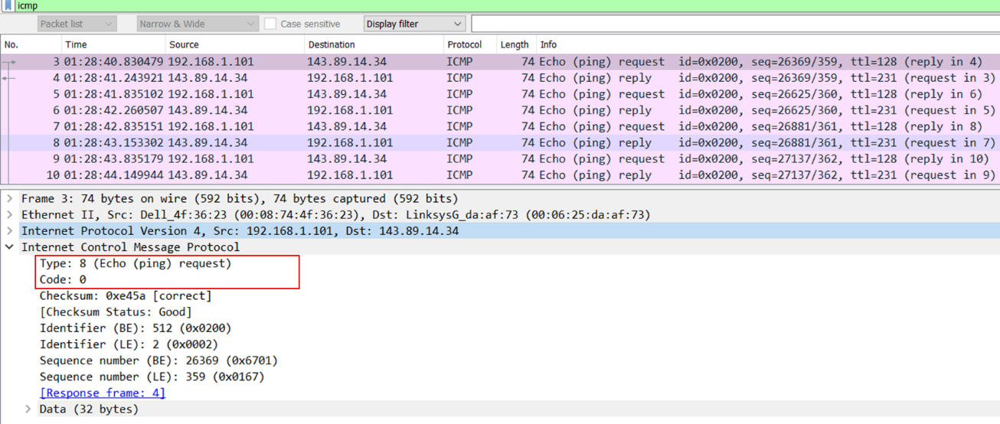 icmp
Packet list Narrow & Wide Case sensitive Display filter
No. Time Source Destination Protocol Length Info
3 01:28:40.830479 192.168.1.101 143.89.14.34 ICMP 74 Echo (ping) request id=0x0200, seq=26369/359, ttl=128 (reply in 4)
4 01:28:41.243921 143.89.14.34 192.168.1.101 ICMP 74 Echo (ping) reply id=0x0200, seq=26369/359, ttl=231 (request in 3)
5 01:28:41.835102 192.168.1.101 143.89.14.34 ICMP 74 Echo (ping) request id=0x0200, seq=26625/360, ttl=128 (reply in 6)
6 01:28:42.260507 143.89.14.34 192.168.1.101 ICMP 74 Echo (ping) reply id=0x0200, seq=26625/360, ttl=231 (request in 5)
7 01:28:42.835151 192.168.1.101 143.89.14.34 ICMP 74 Echo (ping) request id=0x0200, seq=26881/361, ttl=128 (reply in 8)
8 01:28:43.153302 143.89.14.34 192.168.1.101 ICMP 74 Echo (ping) reply id=0x0200, seq=26881/361, ttl=231 (request in 7)
9 01:28:43.835179 192.168.1.101 143.89.14.34 ICMP 74 Echo (ping) request id=0x0200, seq=27137/362, ttl=128 (reply in 10)
10 01:28:44.149944 143.89.14.34 192.168.1.101 ICMP 74 Echo (ping) reply id=0x0200, seq=27137/362, ttl=231 (request in 9)
Frame 3: 74 bytes on wire (592 bits), 74 bytes captured (592 bits)
Ethernet II, Src: Dell_4f:36:23 (00:08:74:4f:36:23), Dst: LinksysG_da:af:73 (00:06:25:da:af:73)
Internet Protocol Version 4, Src: 192.168.1.101, Dst: 143.89.14.34
Internet Control Message Protocol
Type: 8 (Echo (ping) request)
Code: 0
Checksum: 0xe45a [correct]
[Checksum Status: Good]
Identifier (BE): 512 (0x0200)
Identifier (LE): 2 (0x0002)
Sequence number (BE): 26369 (0x6701)
Sequence number (LE): 359 (0x0167)
[Response frame: 4]
Data (32 bytes)